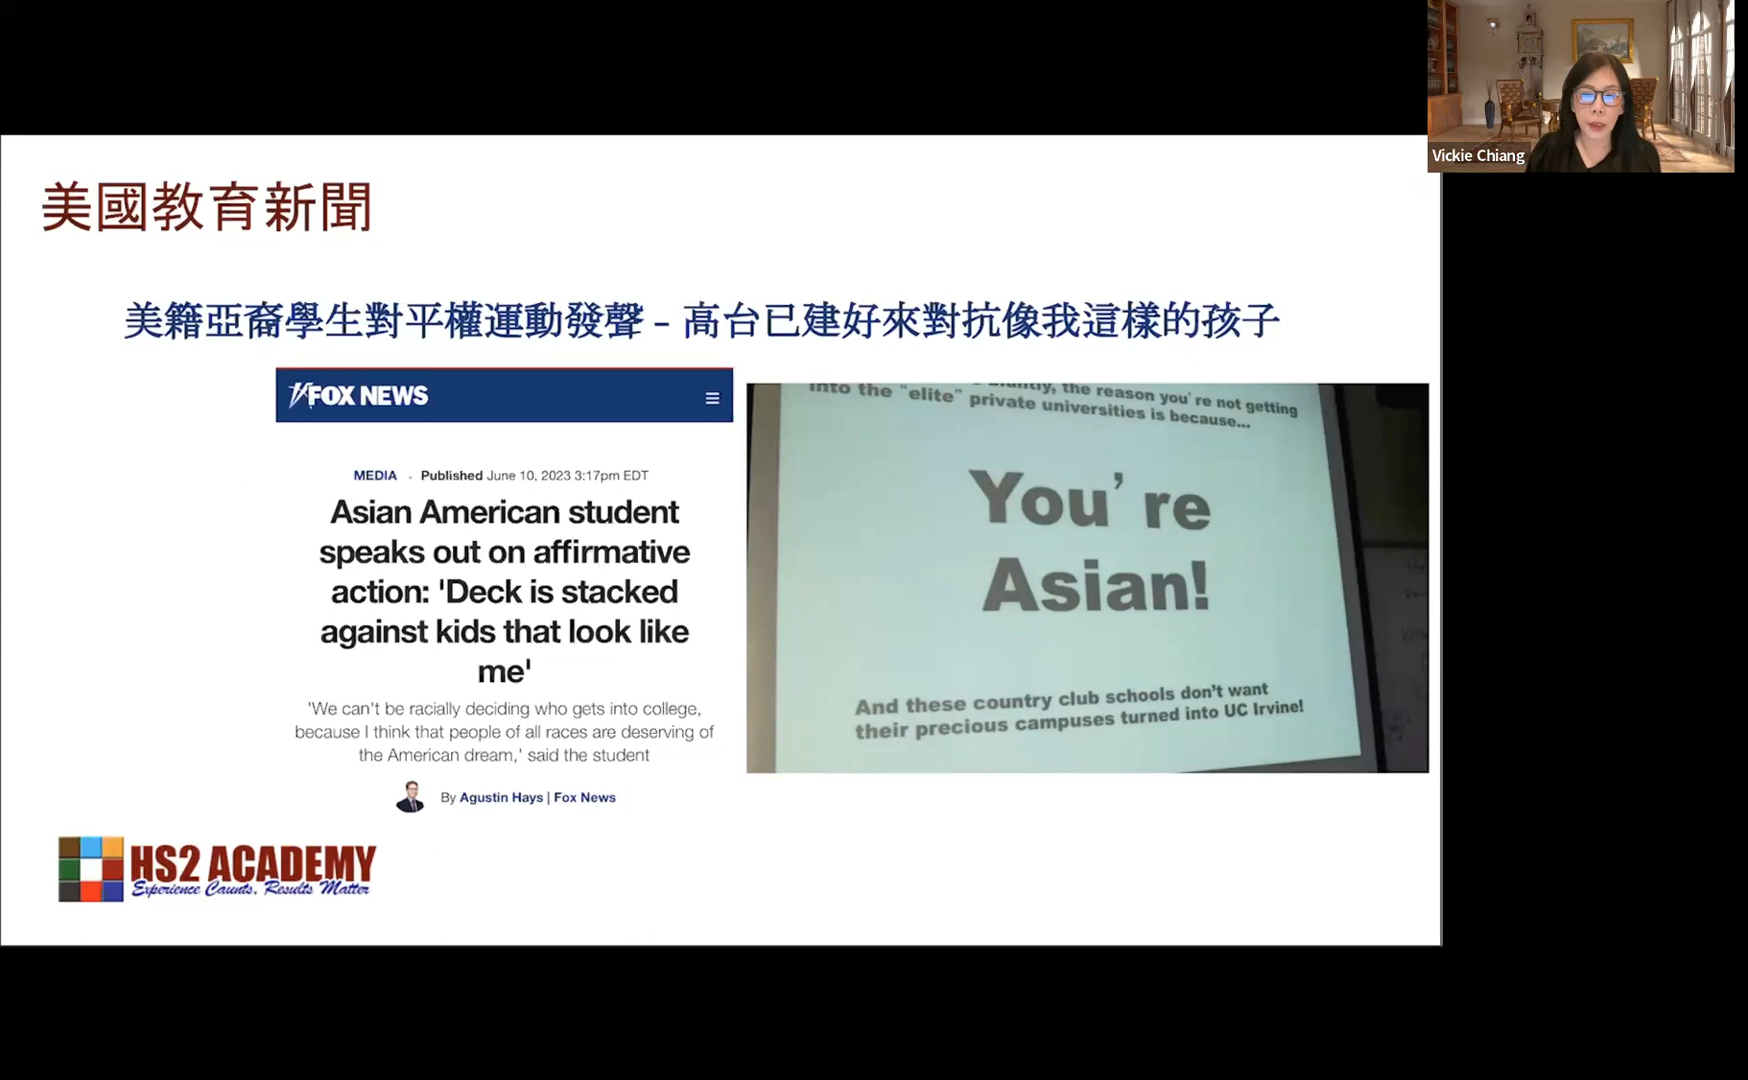 Vickie Chiang
美國教育新聞
美籍亞裔學生對平權運動發聲 – 高台已建好來對抗像我這樣的孩子
FOX NEWS
MEDIA - Published June 10, 2023 3:17pm EDT
Asian American student
speaks out on affirmative
action: 'Deck is stacked
against kids that look like
me'
'We can't be racially deciding who gets into college,
because I think that people of all races are deserving of
the American dream,' said the student
By Agustin Hays | Fox News
the reason you're not getting
into the "elite" private universities is because...
You're
Asian!
And these country club schools don't want
their precious campuses turned into UC Irvine!
HS2 ACADEMY
Experience Counts, Results Matter